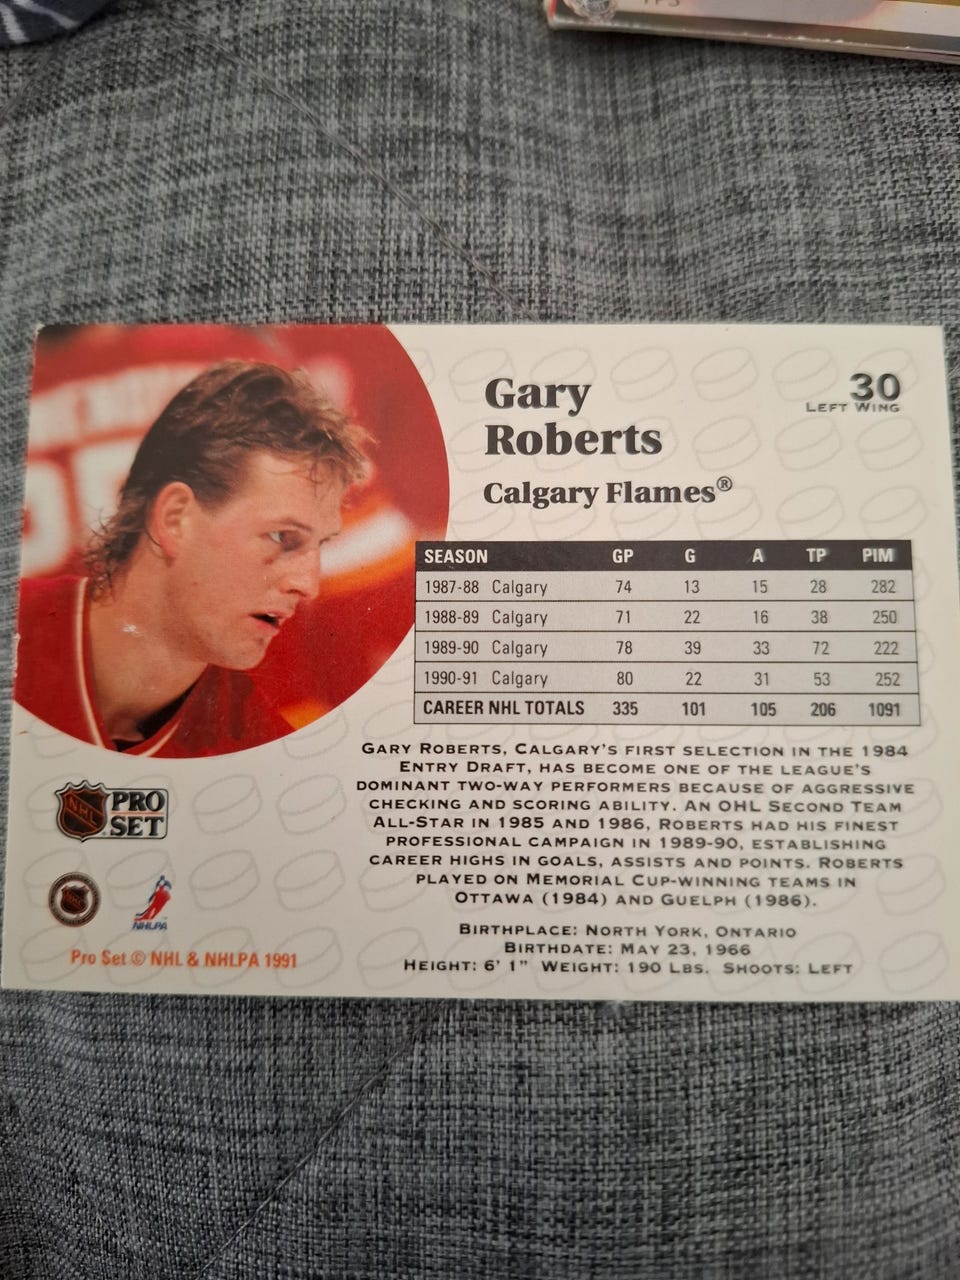 Gary
Roberts
Calgary Flames®
30
LEFT WING
SEASON GP G A TP PIM
1987-88 Calgary 74 13 15 28 282
1988-89 Calgary 71 22 16 38 250
1989-90 Calgary 78 39 33 72 222
1990-91 Calgary 80 22 31 53 252
CAREER NHL TOTALS 335 101 105 206 1091
GARY ROBERTS, CALGARY'S FIRST SELECTION IN THE 1984
ENTRY DRAFT, HAS BECOME ONE OF THE LEAGUE'S
DOMINANT TWO-WAY PERFORMERS BECAUSE OF AGGRESSIVE
CHECKING AND SCORING ABILITY. AN OHL SECOND TEAM
ALL-STAR IN 1985 AND 1986, ROBERTS HAD HIS FINEST
PROFESSIONAL CAMPAIGN IN 1989-90, ESTABLISHING
CAREER HIGHS IN GOALS, ASSISTS AND POINTS. ROBERTS
PLAYED ON MEMORIAL CUP-WINNING TEAMS IN
OTTAWA (1984) AND GUELPH (1986).
BIRTHPLACE: NORTH YORK, ONTARIO
BIRTHDATE: MAY 23, 1966
HEIGHT: 6' 1" WEIGHT: 190 LBS. SHOOTS: LEFT
NHL
PRO
SET
NHLPA
Pro Set © NHL & NHLPA 1991